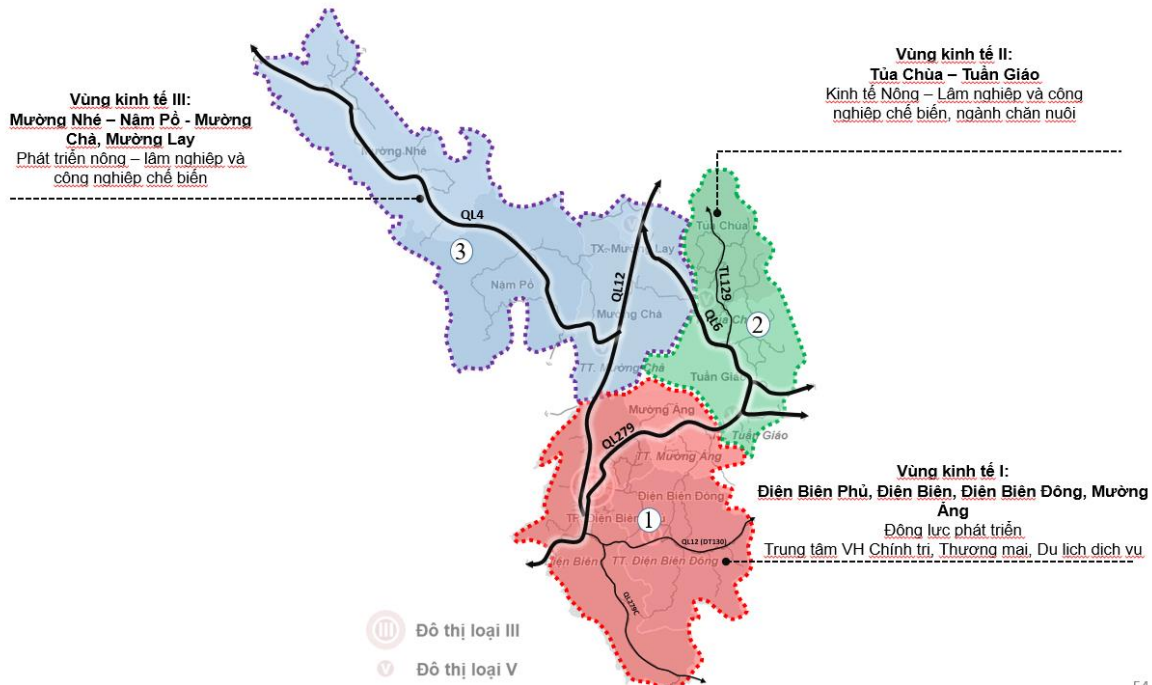 Vùng kinh tế II:
Tủa Chùa – Tuần Giáo
Kinh tế Nông – Lâm nghiệp và công
nghiệp chế biến, ngành chăn nuôi
Vùng kinh tế III:
Mường Nhé – Nậm Pồ - Mường
Chà, Mường Lay
Phát triển nông – lâm nghiệp và
công nghiệp chế biến
Mường Nhé
QL4
3
Nậm Pồ
TX. Mường Lay
QL12
Mường Chà
TT. Mường Chà
Tủa Chùa
TL129
QL6
2
Tuần Giáo
Tuần Giáo
Mường Ảng
QL279
TT. Mường Ảng
Điện Biên Đông
1
QL12 (DT130)
TT. Điện Biên Đông
QL279C
Vùng kinh tế I:
Điện Biên Phủ, Điện Biên, Điện Biên Đông, Mường
Ảng
Động lực phát triển
Trung tâm VH Chính trị, Thương mại, Du lịch dịch vụ
III Đô thị loại III
V Đô thị loại V
54